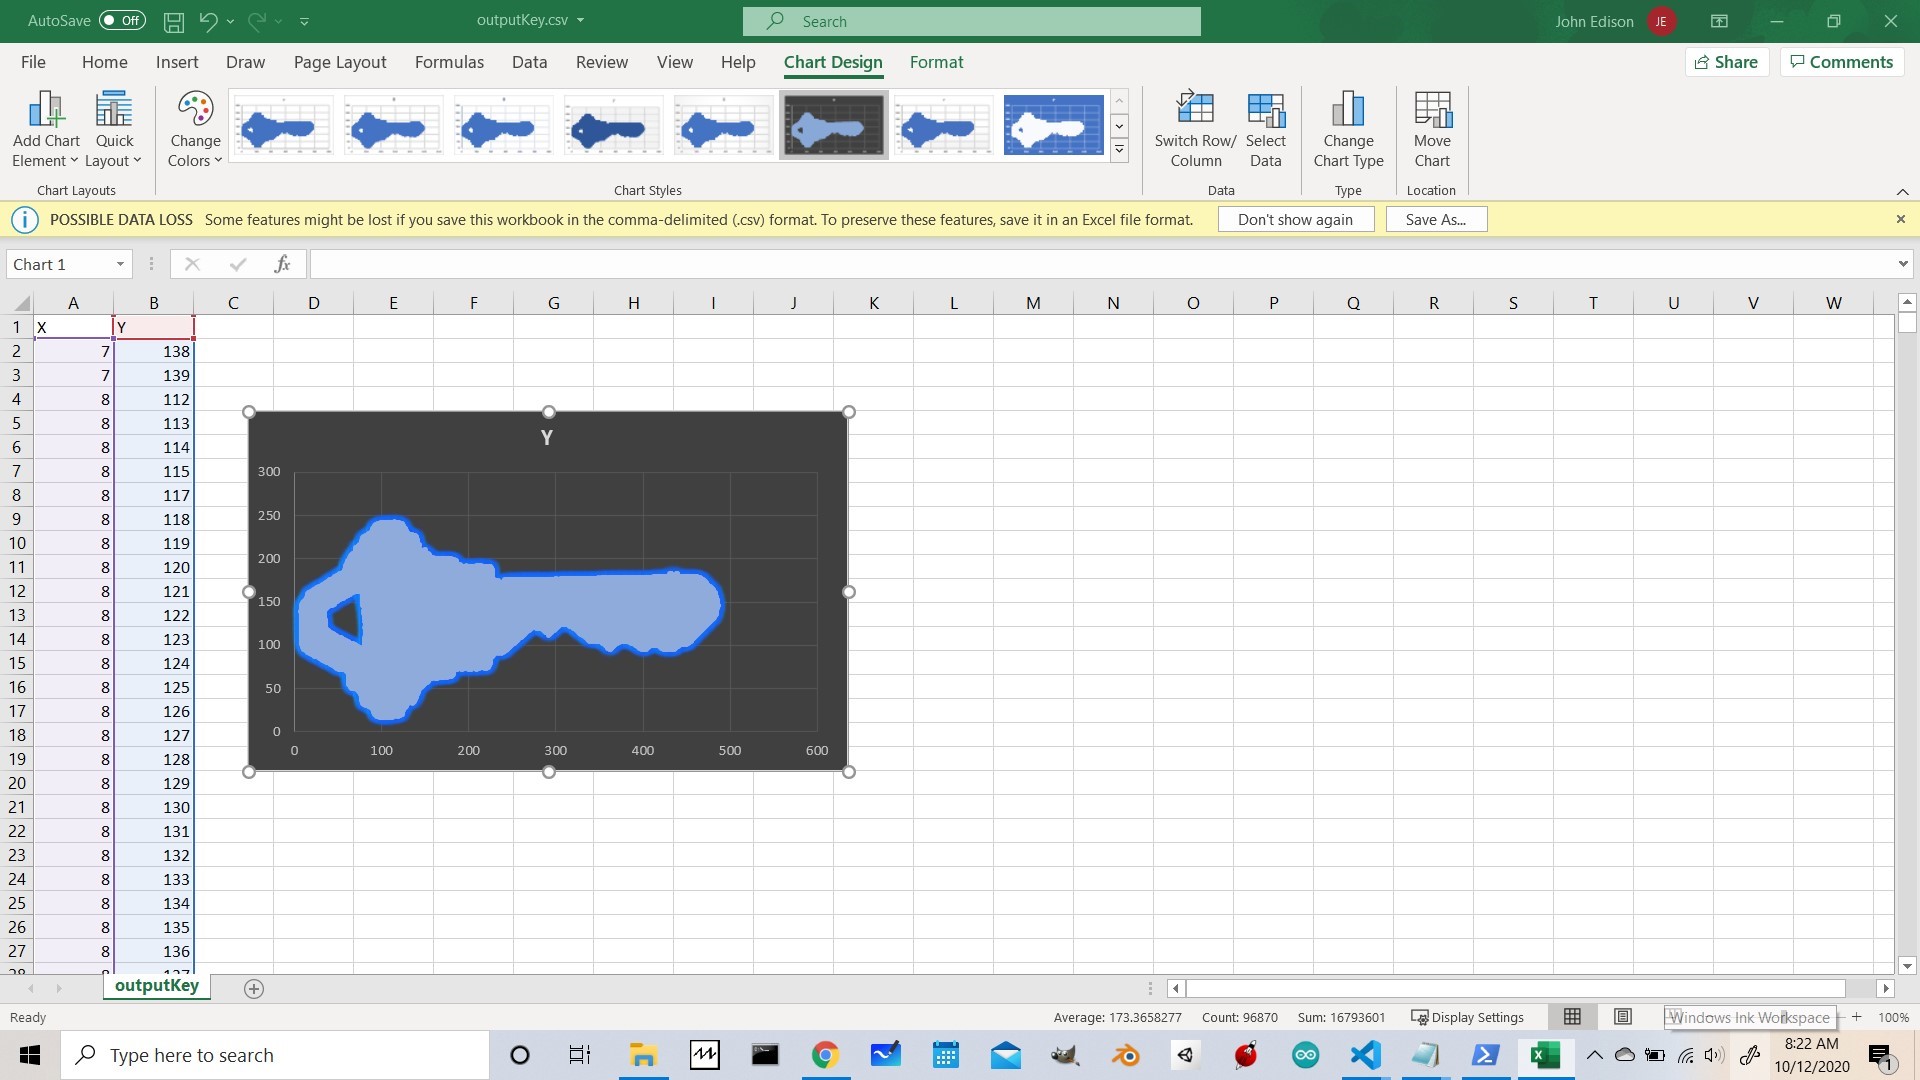 AutoSave Off
outputKey.csv
Search
John Edison JE
File Home Insert Draw Page Layout Formulas Data Review View Help Chart Design Format
Share Comments
Add Chart Element
Quick Layout
Change Colors
Switch Row/ Column
Select Data
Change Chart Type
Move Chart
Chart Layouts
Chart Styles
Data
Type
Location
POSSIBLE DATA LOSS Some features might be lost if you save this workbook in the comma-delimited (.csv) format. To preserve these features, save it in an Excel file format. Don't show again Save As...
Chart 1 fx
A B C D E F G H I J K L M N O P Q R S T U V W
1 X Y
2 7 138
3 7 139
4 8 112
5 8 113
6 8 114
7 8 115
8 8 117
9 8 118
10 8 119
11 8 120
12 8 121
13 8 122
14 8 123
15 8 124
16 8 125
17 8 126
18 8 127
19 8 128
20 8 129
21 8 130
22 8 131
23 8 132
24 8 133
25 8 134
26 8 135
27 8 136
28 8 137
Y
300
250
200
150
100
50
0
0 100 200 300 400 500 600
outputKey
Ready
Average: 173.3658277 Count: 96870 Sum: 16793601 Display Settings
Windows Ink Workspace
100%
Type here to search
8:22 AM
10/12/2020
1